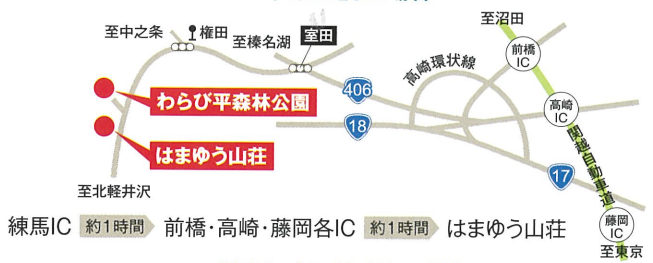 至沼田
至中之条
権田
至榛名湖
室田
前橋
IC
高崎環状線
406
わらび平森林公園
高崎
IC
18
はまゆう山荘
関越自動車道
17
至北軽井沢
藤岡
IC
練馬IC 約1時間 前橋・高崎・藤岡各IC 約1時間 はまゆう山荘
至東京